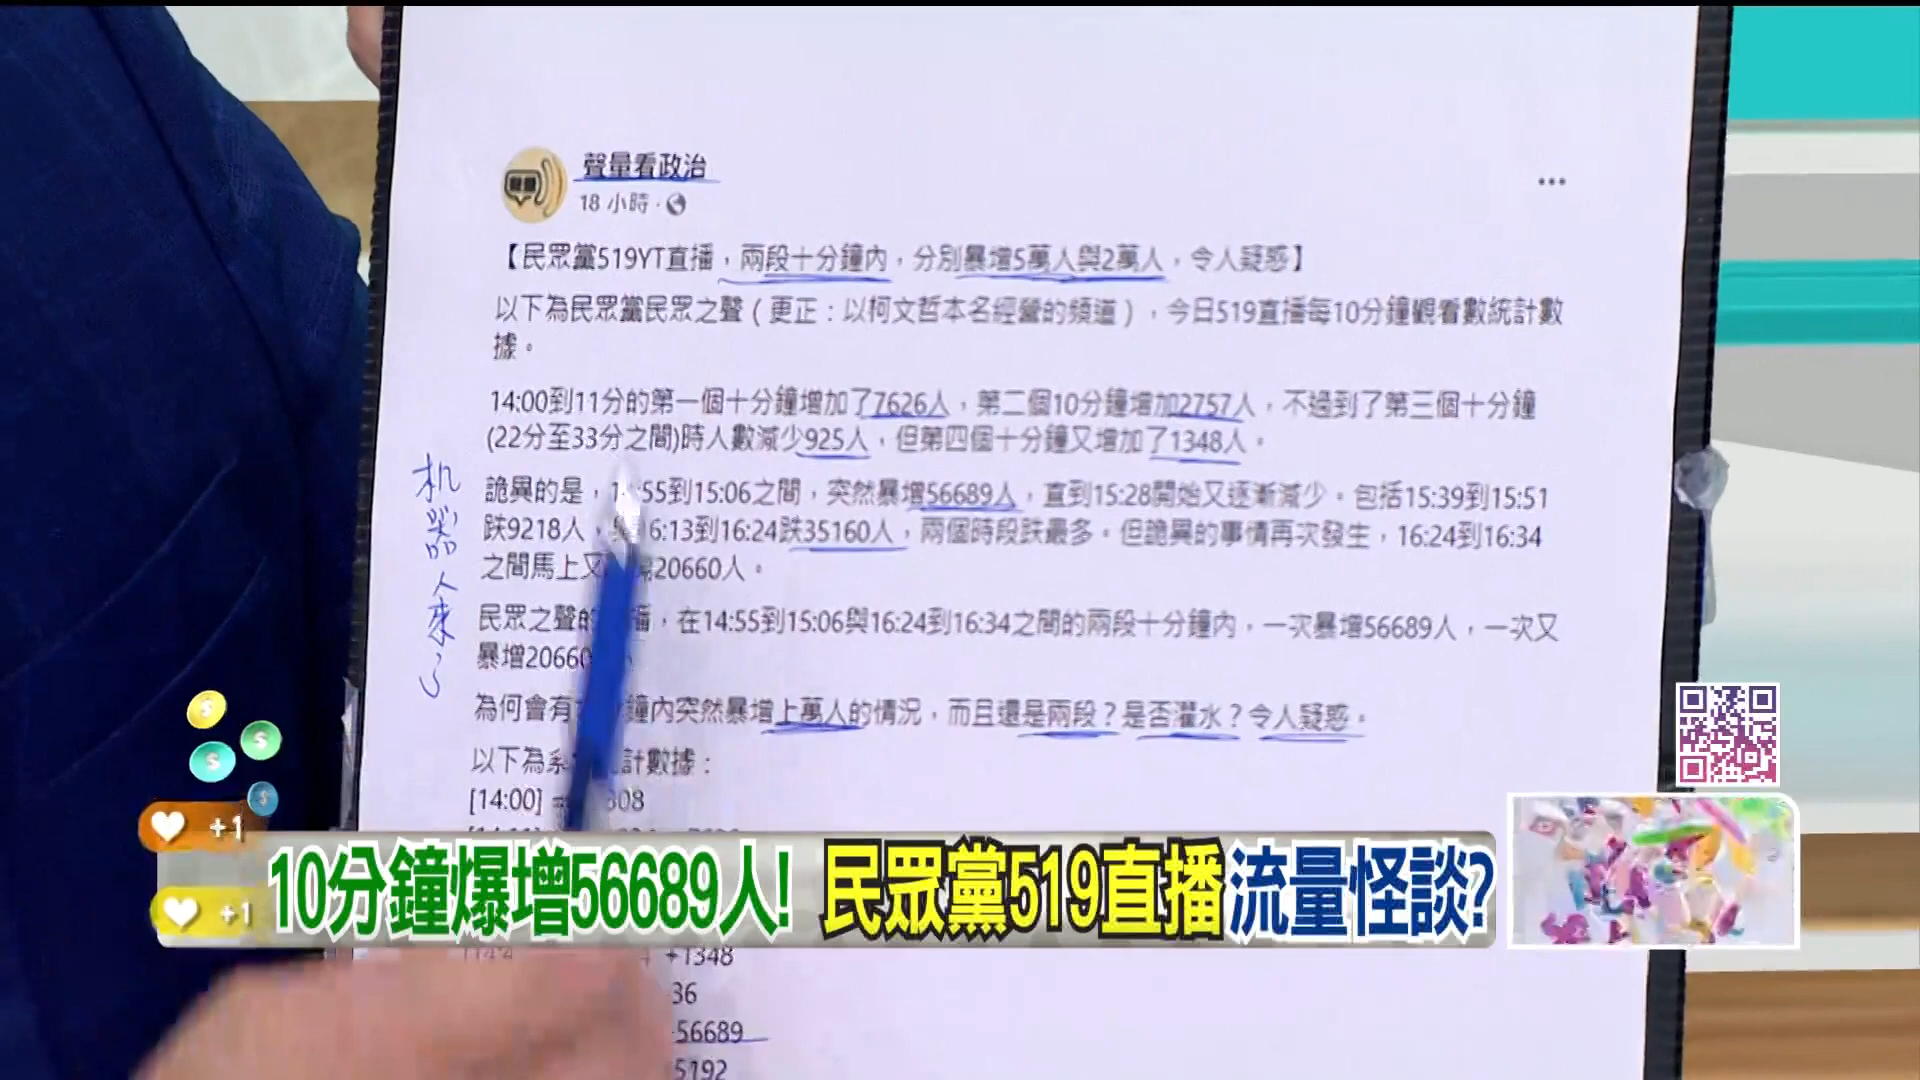 聲量看政治
18 小時
【民眾黨519YT直播，兩段十分鐘內，分別暴增5萬人與2萬人，令人疑惑】
以下為民眾黨民眾之聲（更正：以柯文哲本名經營的頻道），今日519直播每10分鐘觀看數統計數
據。
14:00到11分的第一個十分鐘增加了7626人，第二個10分鐘增加2757人，不過到了第三個十分鐘
(22分至33分之間)時人數減少925人，但第四個十分鐘又增加了1348人。
詭異的是，1 :55到15:06之間，突然暴增56689人，直到15:28開始又逐漸減少。包括15:39到15:51
跌9218人， 16:13到16:24跌35160人，兩個時段跌最多。但詭異的事情再次發生，16:24到16:34
之間馬上又 20660人。
民眾之聲的 播，在14:55到15:06與16:24到16:34之間的兩段十分鐘內，一次暴增56689人，一次又
暴增20660
為何會有 鐘內突然暴增上萬人的情況，而且還是兩段？是否灌水？令人疑惑。
以下為系 計數據：
[14:00] 808
机器人來
+1
+1
10分鐘爆增56689人! 民眾黨519直播流量怪談?
+1348
36
56689
5192